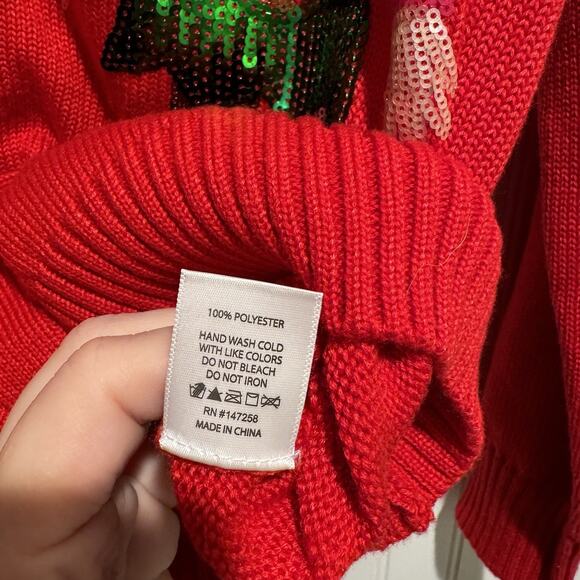 100% POLYESTER
HAND WASH COLD
WITH LIKE COLORS
DO NOT BLEACH
DO NOT IRON
RN #147258
MADE IN CHINA